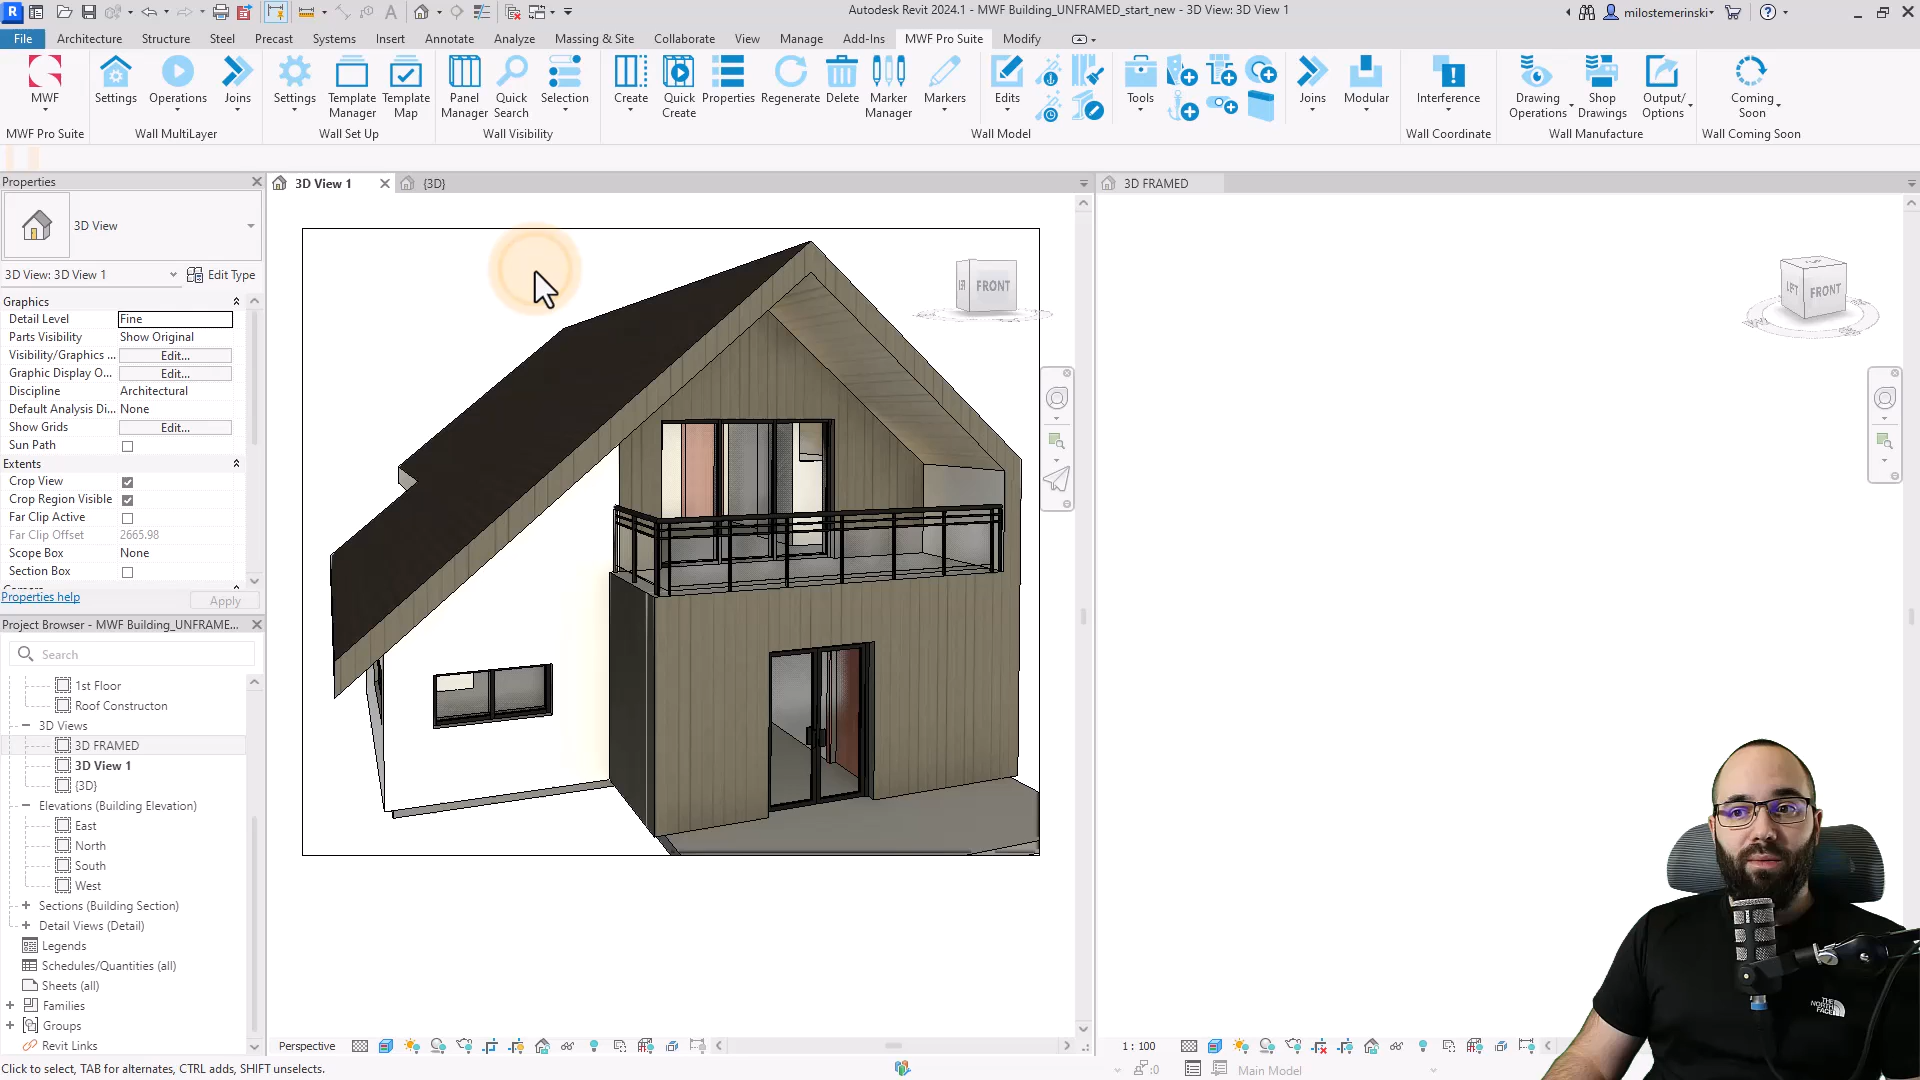 Autodesk Revit 2024.1 - MWF Building_UNFRAMED_start_new - 3D View: 3D View 1
milostemerinski
File
Architecture
Structure
Steel
Precast
Systems
Insert
Annotate
Analyze
Massing & Site
Collaborate
View
Manage
Add-Ins
MWF Pro Suite
Modify
MWF
Settings
Operations
Joins
Settings
Template Manager
Template Map
Panel Manager
Quick Search
Selection
Create
Quick Create
Properties
Regenerate
Delete
Marker Manager
Markers
Edits
Tools
Joins
Modular
Interference
Drawing Operations
Shop Drawings
Output/ Options
Coming Soon
MWF Pro Suite
Wall MultiLayer
Wall Set Up
Wall Visibility
Wall Model
Wall Coordinate
Wall Manufacture
Wall Coming Soon
Properties
3D View
3D View: 3D View 1
Edit Type
Graphics
Detail Level Fine
Parts Visibility Show Original
Visibility/Graphics ... Edit...
Graphic Display O... Edit...
Discipline Architectural
Default Analysis Di... None
Show Grids Edit...
Sun Path
Extents
Crop View
Crop Region Visible
Far Clip Active
Far Clip Offset 2665.98
Scope Box None
Section Box
Properties help
Apply
Project Browser - MWF Building_UNFRAME...
Search
1st Floor
Roof Constructon
3D Views
3D FRAMED
3D View 1
{3D}
Elevations (Building Elevation)
East
North
South
West
Sections (Building Section)
Detail Views (Detail)
Legends
Schedules/Quantities (all)
Sheets (all)
Families
Groups
Revit Links
3D View 1
{3D}
3D FRAMED
FRONT
LFT FRONT
Perspective
1 : 100
Click to select, TAB for alternates, CTRL adds, SHIFT unselects.
:0
Main Model
THE NORTH FACE